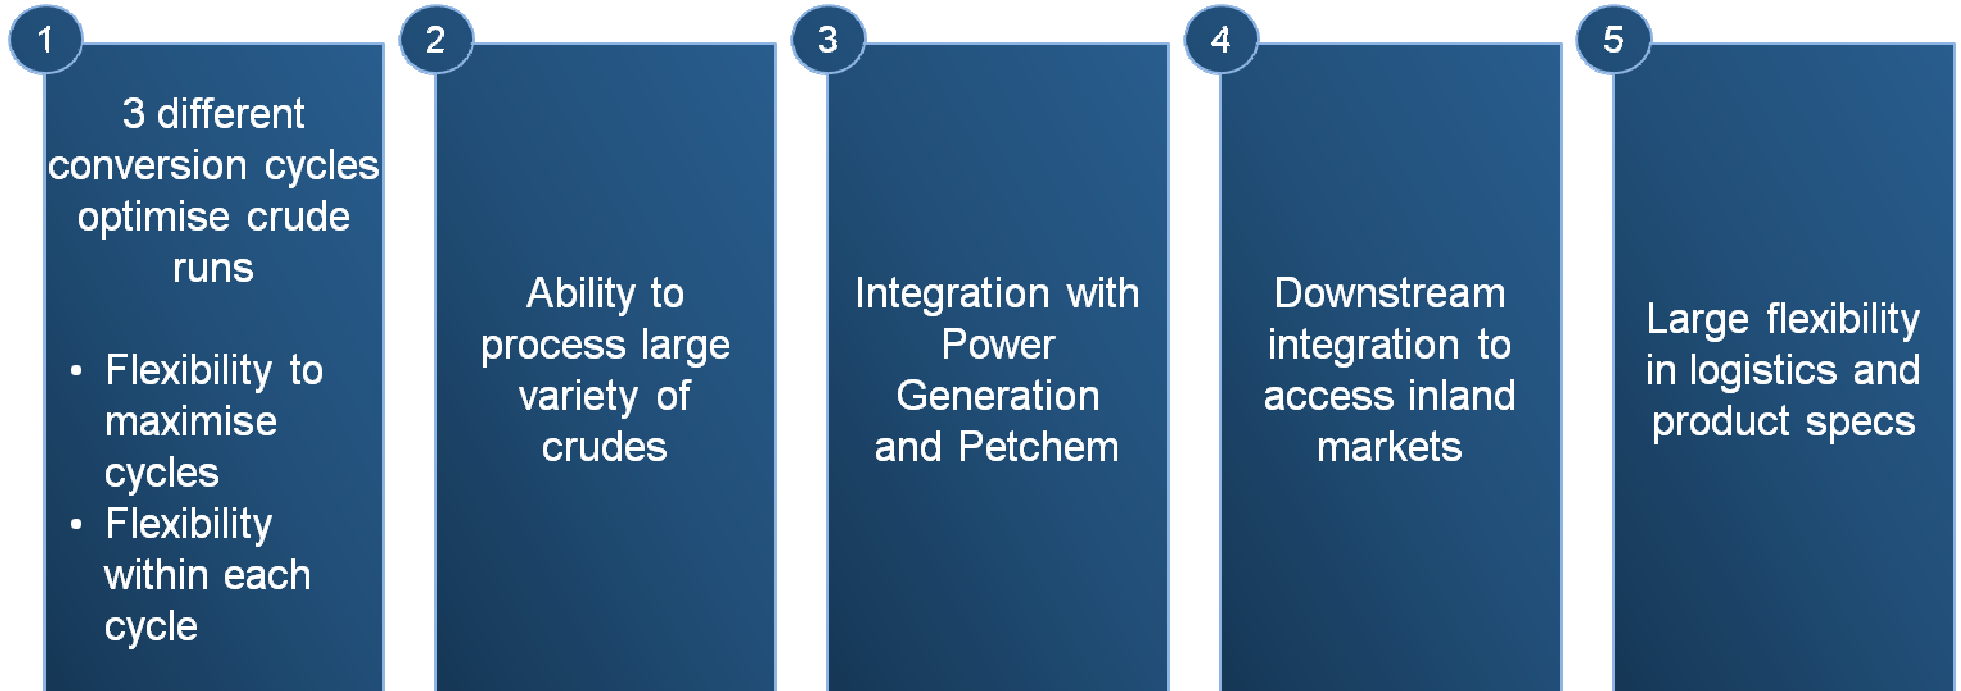 1
3 different
conversion cycles
optimise crude
runs
• Flexibility to
maximise
cycles
• Flexibility
within each
cycle
2
Ability to
process large
variety of
crudes
3
Integration with
Power
Generation
and Petchem
4
Downstream
integration to
access inland
markets
5
Large flexibility
in logistics and
product specs